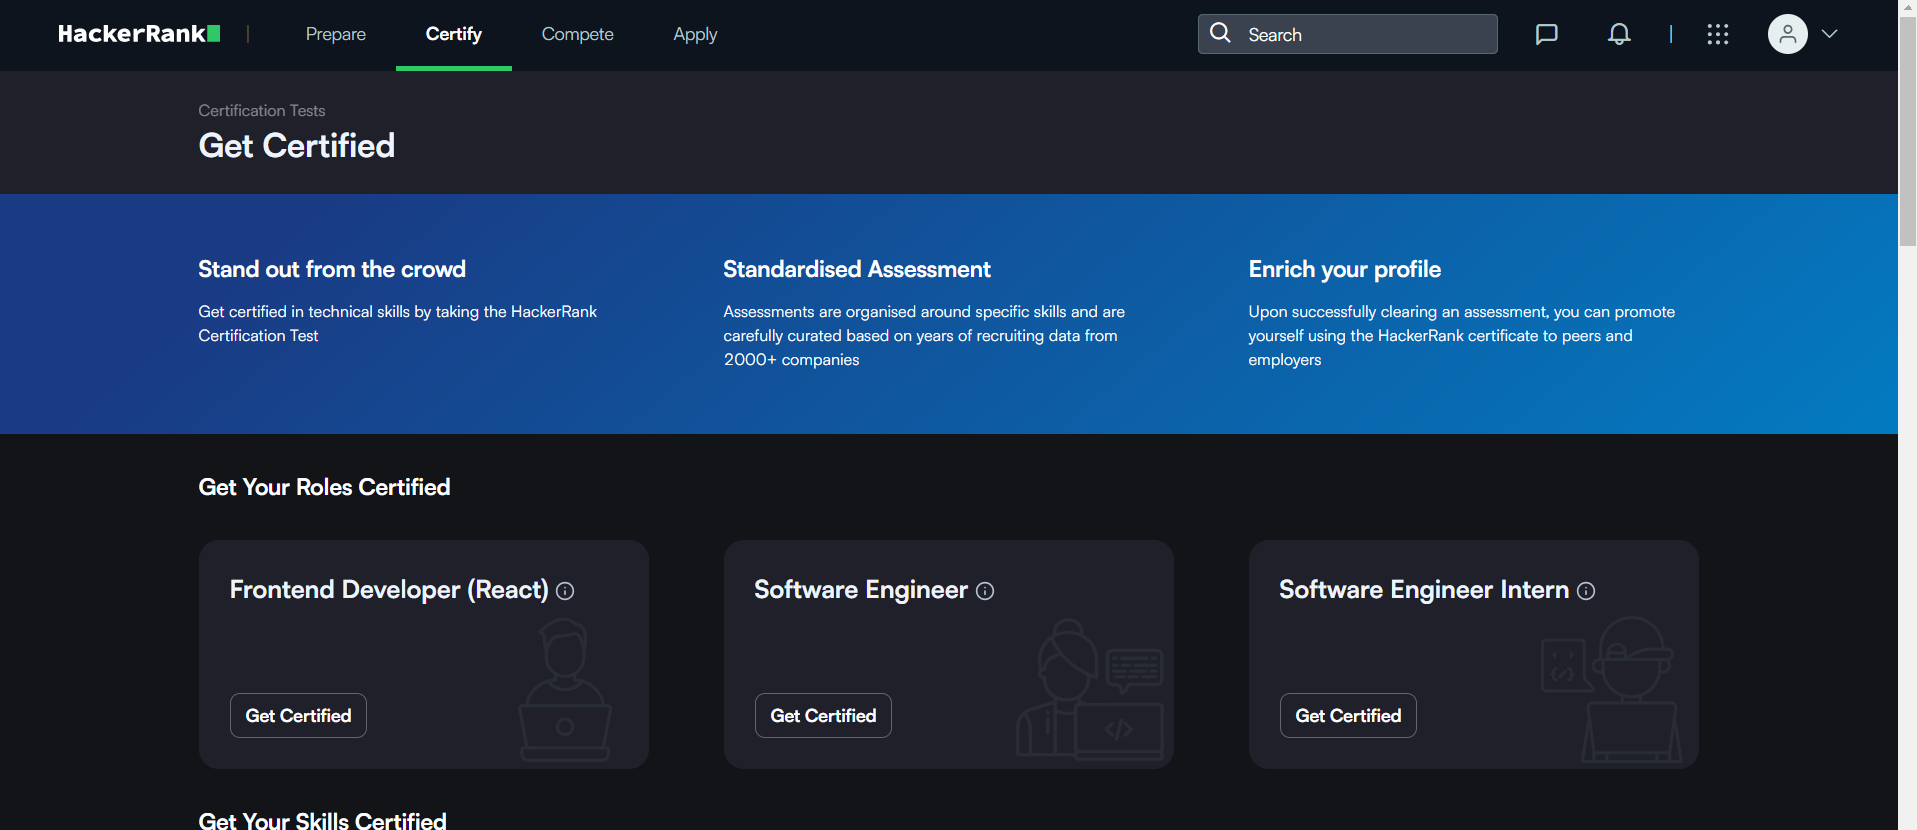 HackerRank
Prepare
Certify
Compete
Apply
Search
Certification Tests
Get Certified
Stand out from the crowd
Get certified in technical skills by taking the HackerRank
Certification Test
Standardised Assessment
Assessments are organised around specific skills and are
carefully curated based on years of recruiting data from
2000+ companies
Enrich your profile
Upon successfully clearing an assessment, you can promote
yourself using the HackerRank certificate to peers and
employers
Get Your Roles Certified
Frontend Developer (React)
Get Certified
Software Engineer
Get Certified
Software Engineer Intern
Get Certified
Get Your Skills Certified